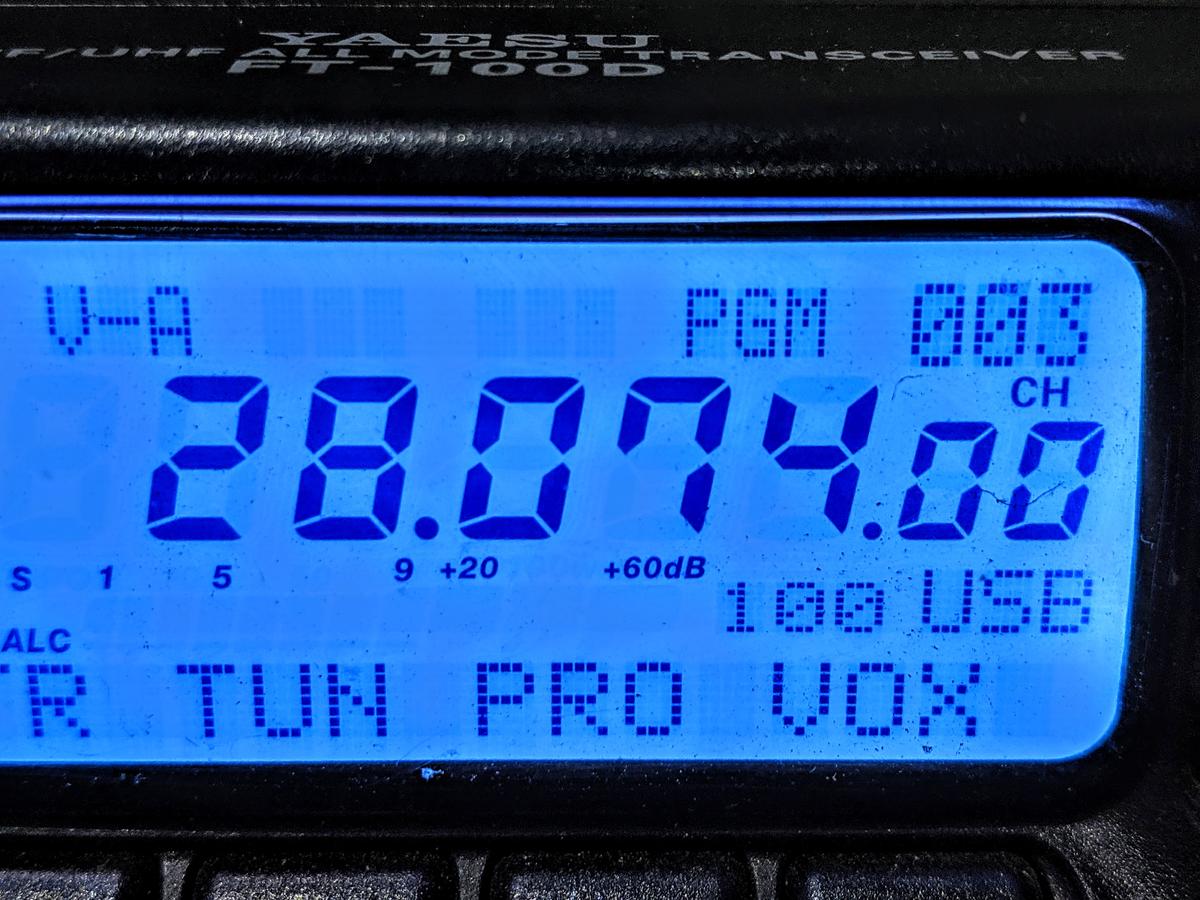 YAESU
F/UHF ALL MODE TRANSCEIVER
FT-100D
V-A PGM 003
CH
28.074.00
S 1 5 9 +20 +60dB
100 USB
ALC
R TUN PRO VOX